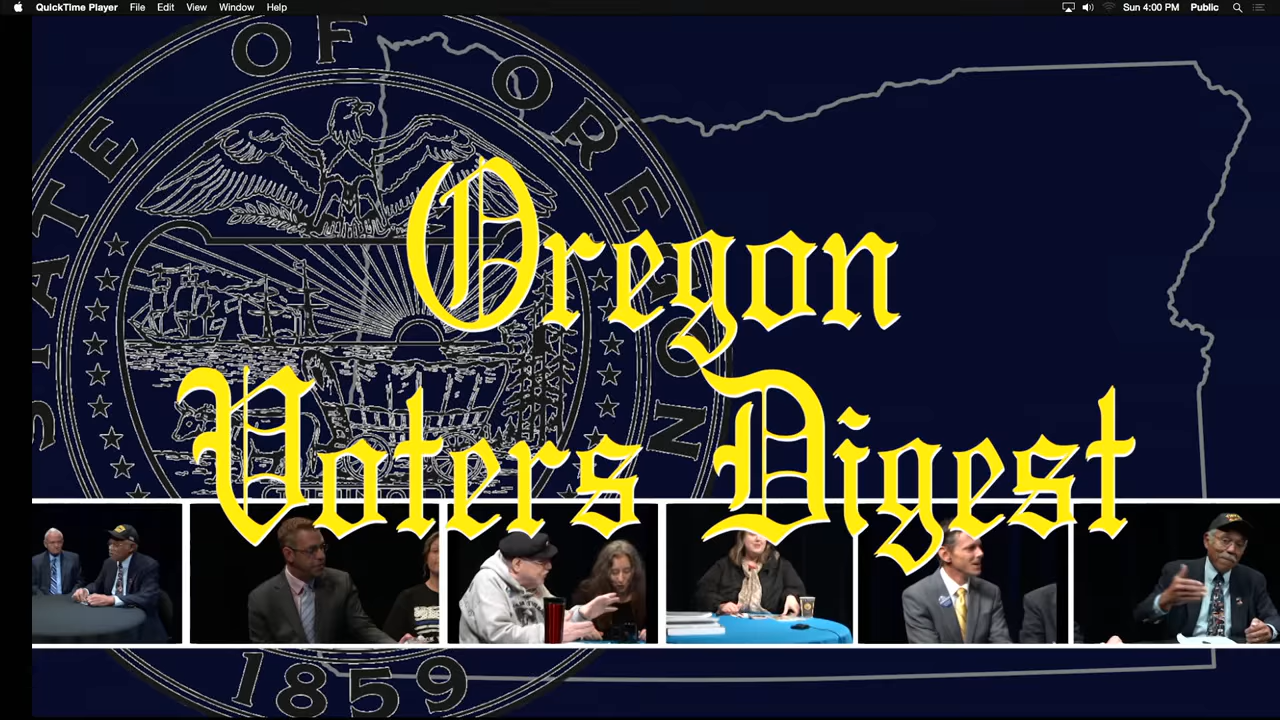 QuickTime Player File Edit View Window Help Sun 4:00 PM Public
STATE OF OREGON
Oregon
Voters Digest
1859